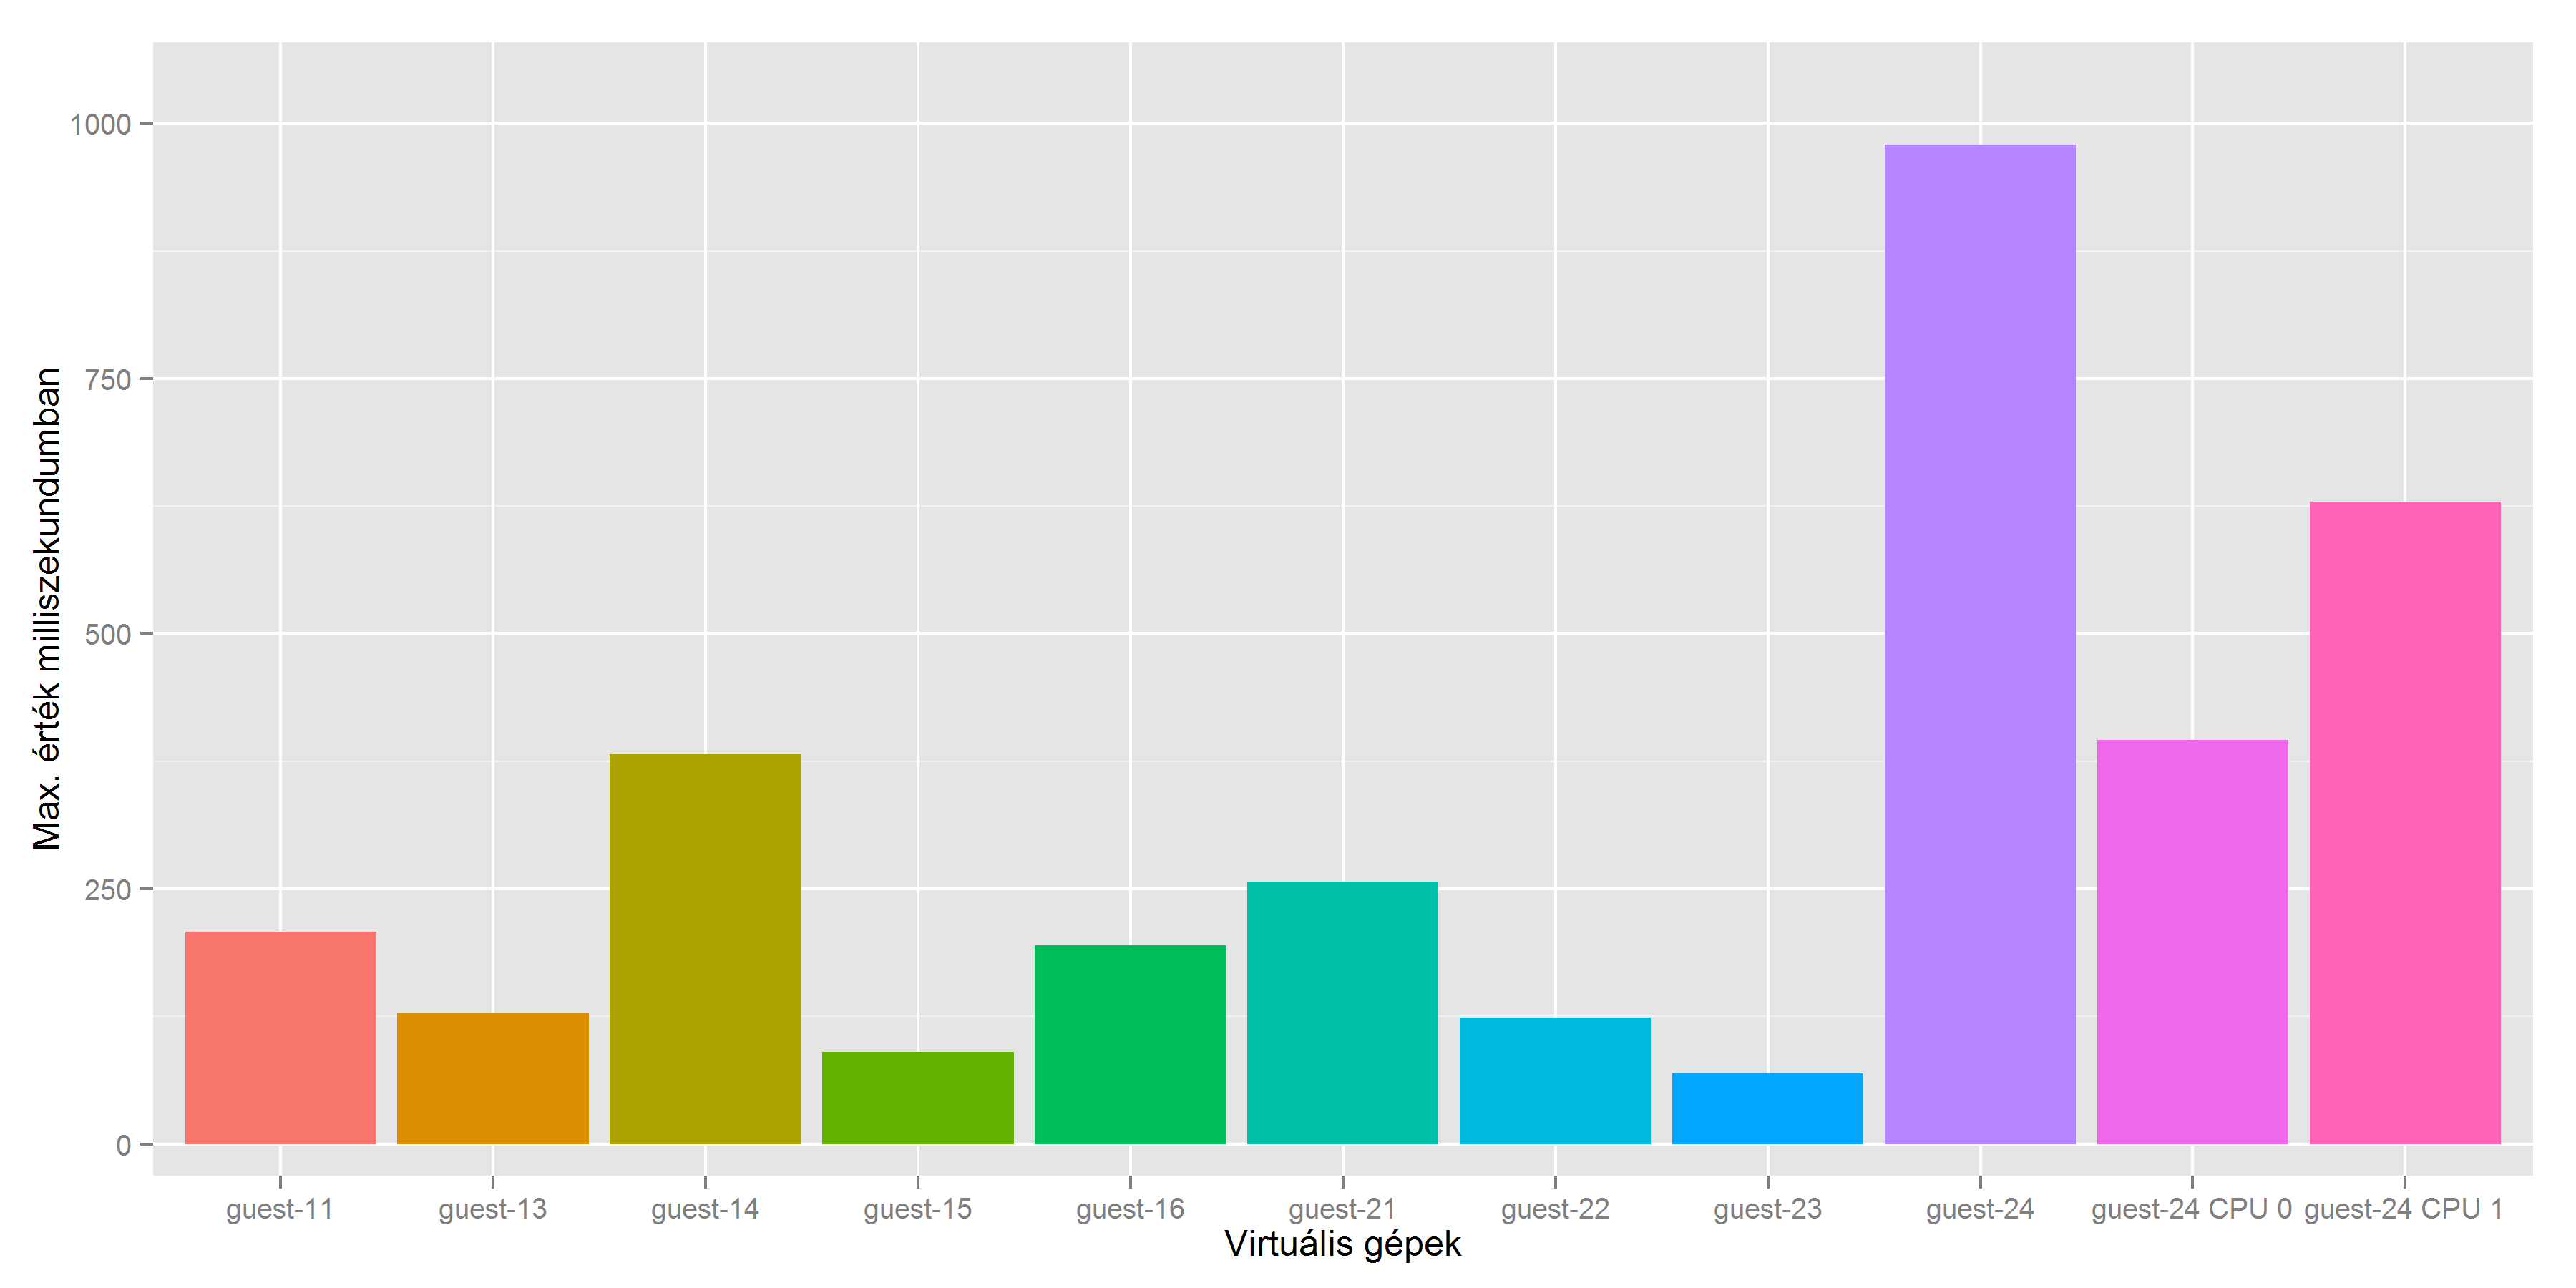 Max. érték milliszekundumban
1000
750
500
250
0
guest-11 guest-13 guest-14 guest-15 guest-16 guest-21 guest-22 guest-23 guest-24 guest-24 CPU 0 guest-24 CPU 1
Virtuális gépek